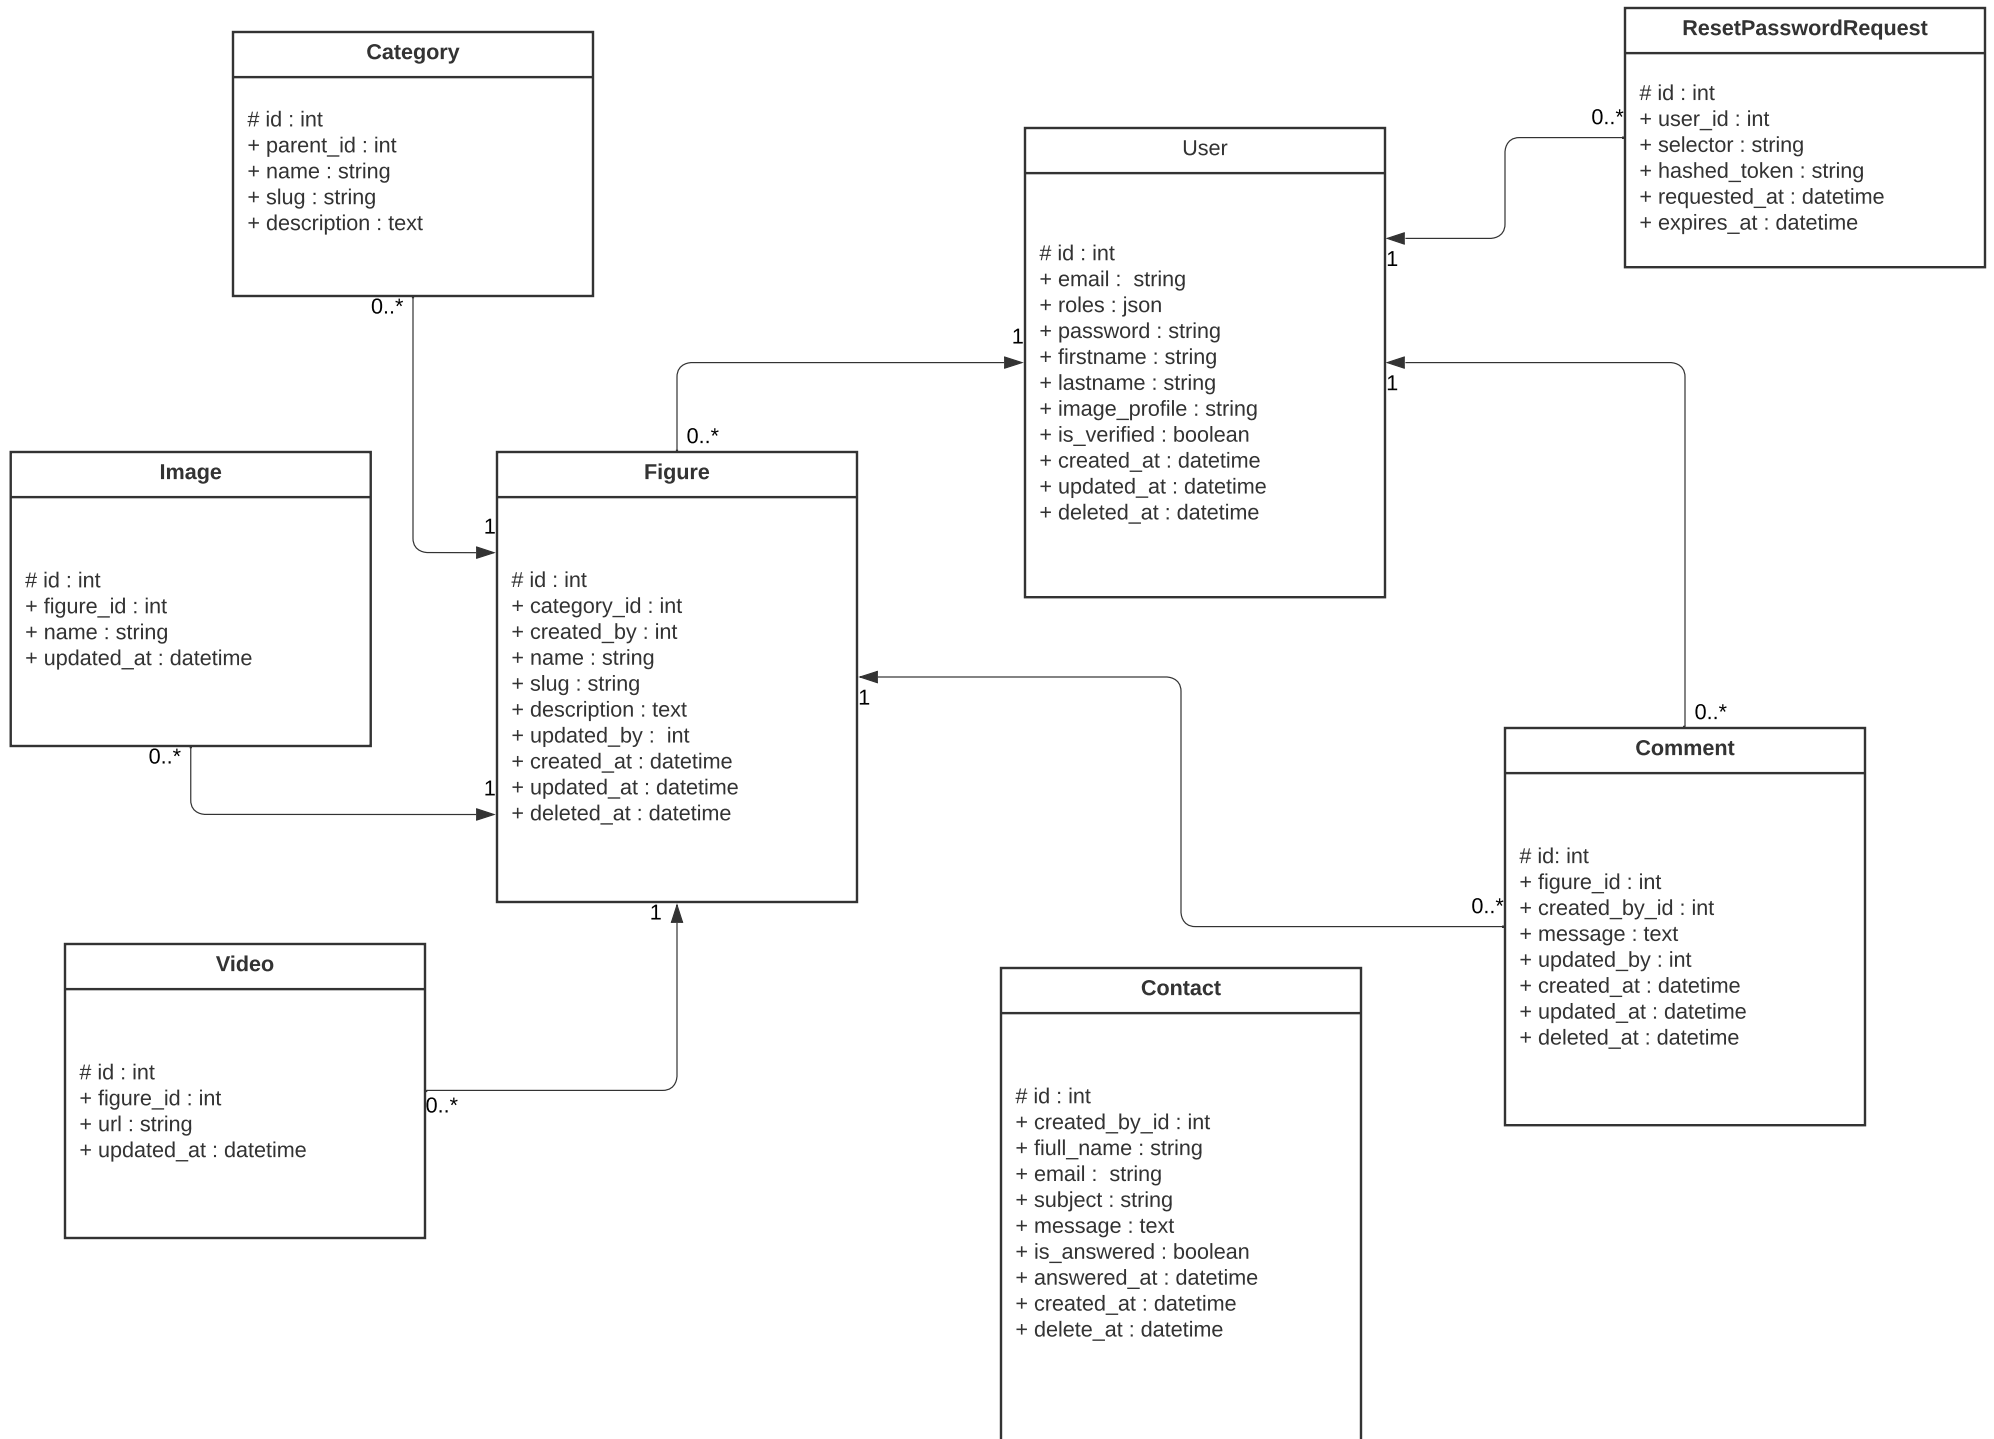 Category
# id : int
+ parent_id : int
+ name : string
+ slug : string
+ description : text
0..*
1
ResetPasswordRequest
# id : int
+ user_id : int
+ selector : string
+ hashed_token : string
+ requested_at : datetime
+ expires_at : datetime
0..*
1
User
# id : int
+ email :  string
+ roles : json
+ password : string
+ firstname : string
+ lastname : string
+ image_profile : string
+ is_verified : boolean
+ created_at : datetime
+ updated_at : datetime
+ deleted_at : datetime
1
0..*
1
0..*
Image
# id : int
+ figure_id : int
+ name : string
+ updated_at : datetime
0..*
1
Figure
# id : int
+ category_id : int
+ created_by : int
+ name : string
+ slug : string
+ description : text
+ updated_by :  int
+ created_at : datetime
+ updated_at : datetime
+ deleted_at : datetime
1
0..*
1
Comment
# id: int
+ figure_id : int
+ created_by_id : int
+ message : text
+ updated_by : int
+ created_at : datetime
+ updated_at : datetime
+ deleted_at : datetime
Video
# id : int
+ figure_id : int
+ url : string
+ updated_at : datetime
0..*
Contact
# id : int
+ created_by_id : int
+ fiull_name : string
+ email :  string
+ subject : string
+ message : text
+ is_answered : boolean
+ answered_at : datetime
+ created_at : datetime
+ delete_at : datetime